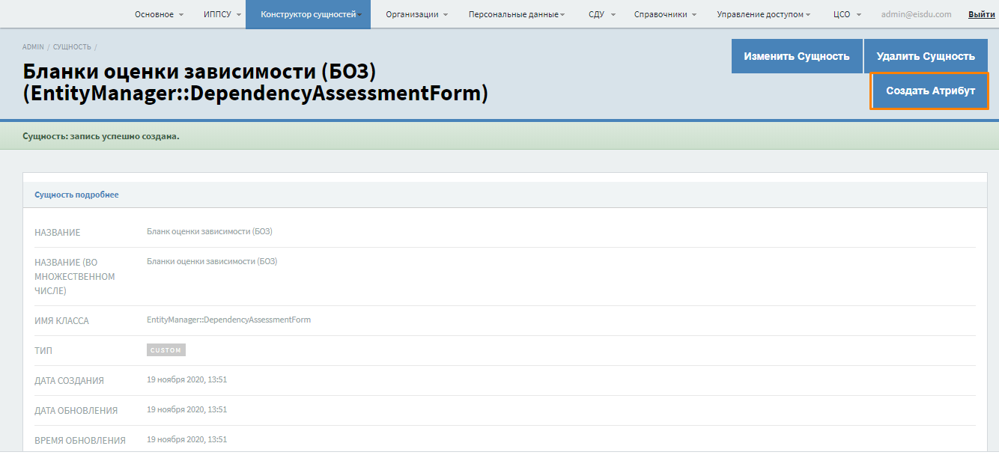 Основное ИППСУ Конструктор сущностей Организации Персональные данные СДУ Справочники Управление доступом ЦСО admin@eisdu.com Выйти
ADMIN / СУЩНОСТЬ /
Изменить Сущность Удалить Сущность
Бланки оценки зависимости (БОЗ)
(EntityManager::DependencyAssessmentForm)
Создать Атрибут
Сущность: запись успешно создана.
Сущность подробнее
НАЗВАНИЕ Бланк оценки зависимости (БОЗ)
НАЗВАНИЕ (ВО Бланки оценки зависимости (БОЗ)
МНОЖЕСТВЕННОМ
ЧИСЛЕ)
ИМЯ КЛАССА EntityManager::DependencyAssessmentForm
ТИП CUSTOM
ДАТА СОЗДАНИЯ 19 ноября 2020, 13:51
ДАТА ОБНОВЛЕНИЯ 19 ноября 2020, 13:51
ВРЕМЯ ОБНОВЛЕНИЯ 19 ноября 2020, 13:51